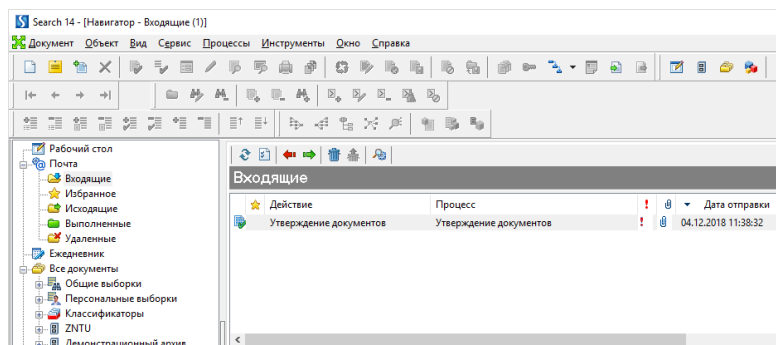 Search 14 - [Навигатор - Входящие (1)]
Документ Объект Вид Сервис Процессы Инструменты Окно Справка
Рабочий стол
Почта
Входящие
Избранное
Исходящие
Выполненные
Удаленные
Ежедневник
Все документы
Общие выборки
Персональные выборки
Классификаторы
ZNTU
Демонстрационный архив
Входящие
Действие Процесс Дата отправки
Утверждение документов Утверждение документов 04.12.2018 11:38:32